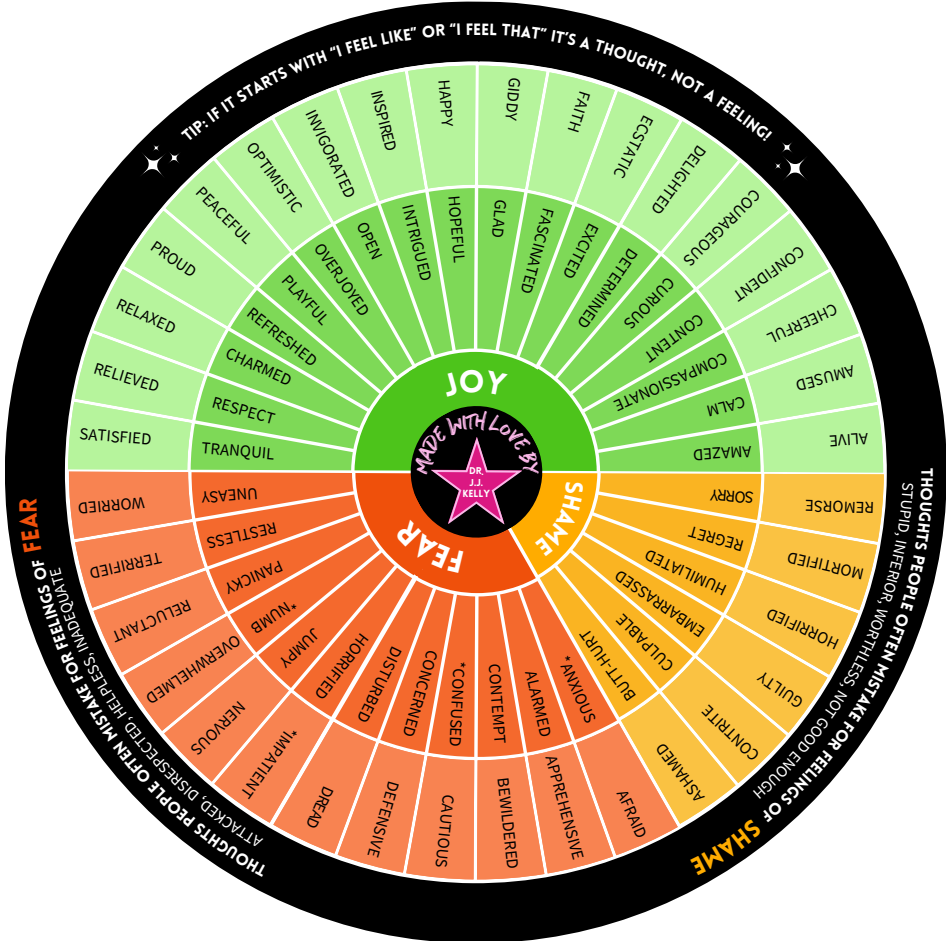 TIP: IF IT STARTS WITH “I FEEL LIKE” OR “I FEEL THAT” IT’S A THOUGHT, NOT A FEELING!
SATISFIED
RELIEVED
RELAXED
PROUD
PEACEFUL
OPTIMISTIC
INVIGORATED
INSPIRED
HAPPY
GIDDY
FAITH
ECSTATIC
DELIGHTED
COURAGEOUS
CONFIDENT
CHEERFUL
AMUSED
ALIVE
TRANQUIL
RESPECT
CHARMED
REFRESHED
PLAYFUL
OVERJOYED
OPEN
INTRIGUED
HOPEFUL
GLAD
FASCINATED
EXCITED
DETERMINED
CURIOUS
CONTENT
COMPASSIONATE
CALM
AMAZED
JOY
MADE WITH LOVE BY
DR.
J.J.
KELLY
SHAME
SORRY
REGRET
HUMILIATED
EMBARRASSED
CULPABLE
BUTT-HURT
REMORSE
MORTIFIED
HORRIFIED
GUILTY
CONTRITE
ASHAMED
THOUGHTS PEOPLE OFTEN MISTAKE FOR FEELINGS OF SHAME
STUPID, INFERIOR, WORTHLESS, NOT GOOD ENOUGH
FEAR
*ANXIOUS
ALARMED
CONTEMPT
*CONFUSED
CONCERNED
DISTURBED
HORRIFIED
JUMPY
*NUMB
PANICKY
RESTLESS
UNEASY
AFRAID
APPREHENSIVE
BEWILDERED
CAUTIOUS
DEFENSIVE
DREAD
*IMPATIENT
NERVOUS
OVERWHELMED
RELUCTANT
TERRIFIED
WORRIED
THOUGHTS PEOPLE OFTEN MISTAKE FOR FEELINGS OF FEAR
ATTACKED, DISRESPECTED, HELPLESS, INADEQUATE